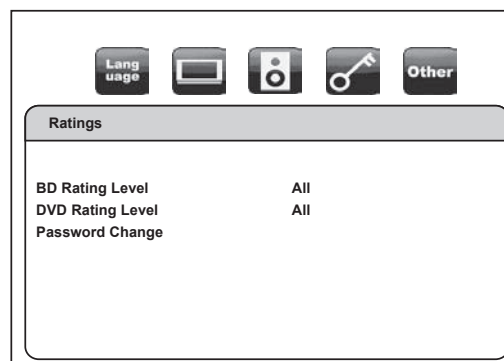 Lang
uage
Other
Ratings
BD Rating Level All
DVD Rating Level All
Password Change